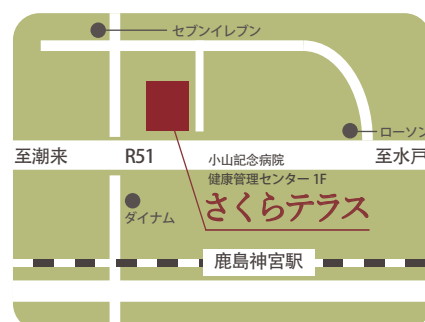 セブンイレブン
ローソン
至潮来
R51
小山記念病院
至水戸
健康管理センター 1F
さくらテラス
ダイナム
鹿島神宮駅